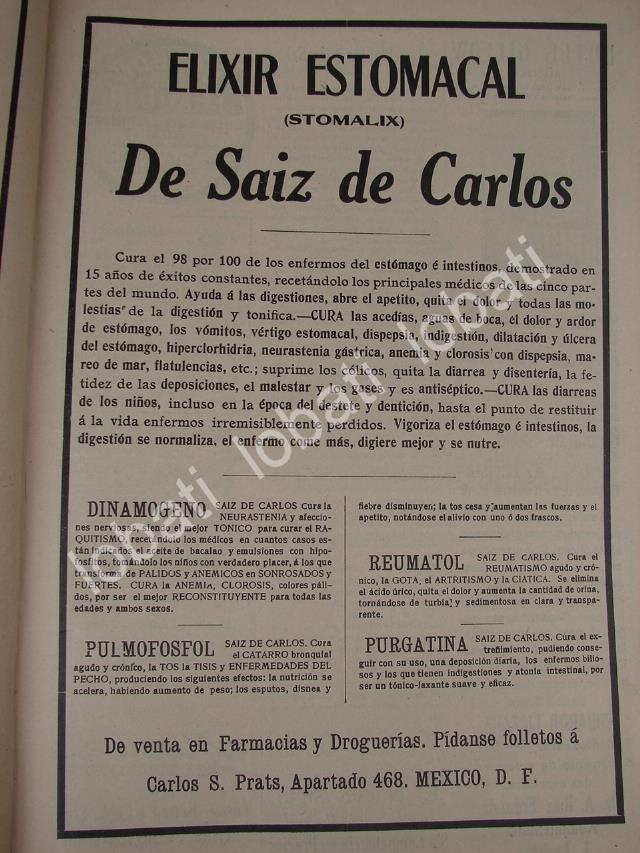 ELIXIR ESTOMACAL
(STOMALIX)
De Saiz de Carlos
Cura el 98 por 100 de los enfermos del estómago é intestinos, demostrado en
15 años de éxitos constantes, recetándolo los principales médicos de las cinco par-
tes del mundo. Ayuda á las digestiones, abre el apetito, quita el dolor y todas las mo-
lestias de la digestión y tonifica.—CURA las acedías, aguas de boca, el dolor y ardor
de estómago, los vómitos, vértigo estomacal, dispepsia, indigestión, dilatación y úlcera
del estómago, hiperclorhidria, neurastenia gástrica, anemia y clorosis con dispepsia, ma-
reo de mar, flatulencias, etc.; suprime los cólicos, quita la diarrea y disentería, la fe-
tidez de las deposiciones, el malestar y los gases y es antiséptico.—CURA las diarreas
de los niños, incluso en la época del destete y dentición, hasta el punto de restituir
á la vida enfermos irremisiblemente perdidos. Vigoriza el estómago é intestinos, la
digestión se normaliza, el enfermo come más, digiere mejor y se nutre.
DINAMOGENO SAIZ DE CARLOS Cura la
NEURASTENIA y afeccio-
nes nerviosas, siendo el mejor TONICO para curar el RA-
QUITISMO, recetándolo los médicos en cuantos casos es-
tán indicados el aceite de bacalao y emulsiones con hipo-
fosfitos, tomándolo los niños con verdadero placer, á los que
transforma de PALIDOS y ANEMICOS en SONROSADOS y
FUERTES. CURA la ANEMIA, CLOROSIS, colores páli-
dos, por ser el mejor RECONSTITUYENTE para todas las
edades y ambos sexos.
PULMOFOSFOL SAIZ DE CARLOS. Cura
el CATARRO bronquial
agudo y crónico, la TOS la TISIS y ENFERMEDADES DEL
PECHO, produciendo los siguientes efectos: la nutrición se
acelera, habiendo aumento de peso; los esputos, disnea y
fiebre disminuyen; la tos cesa y aumentan las fuerzas y el
apetito, notándose el alivio con uno ó dos frascos.
REUMATOL SAIZ DE CARLOS. Cura el
REUMATISMO agudo y cró-
nico, la GOTA, el ARTRITISMO y la CIATICA. Se elimina
el ácido úrico, quita el dolor y aumenta la cantidad de orina,
tornándose de turbia y sedimentosa en clara y transpa-
rente.
PURGATINA SAIZ DE CARLOS. Cura el ex-
treñimiento, pudiendo conse-
guir con su uso, una deposición diaria, los enfermos bilio-
sos y los que tienen indigestiones y atonía intestinal, por
ser un tónico-laxante suave y eficaz.
De venta en Farmacias y Droguerías. Pídanse folletos á
Carlos S. Prats, Apartado 468. MEXICO, D. F.
lobati lobati lobati